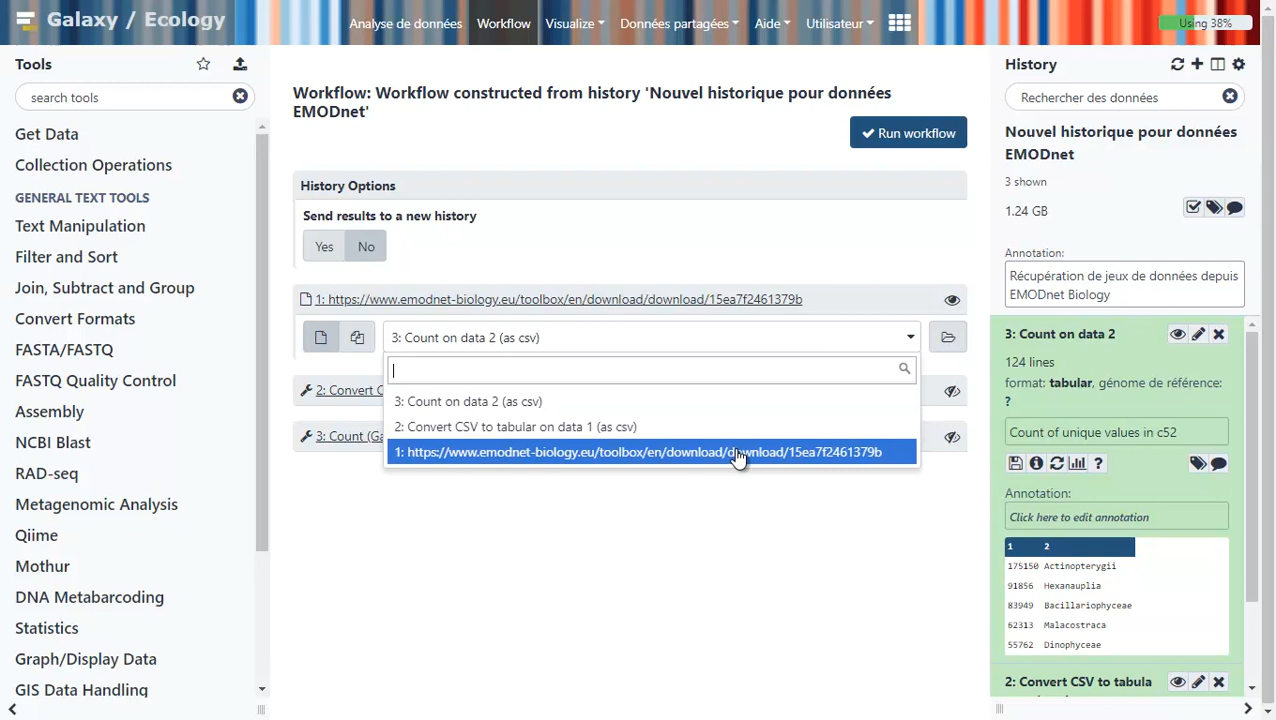 Galaxy / Ecology
Analyse de données
Workflow
Visualize
Données partagées
Aide
Utilisateur
Using 38%
Tools
search tools
Get Data
Collection Operations
GENERAL TEXT TOOLS
Text Manipulation
Filter and Sort
Join, Subtract and Group
Convert Formats
FASTA/FASTQ
FASTQ Quality Control
Assembly
NCBI Blast
RAD-seq
Metagenomic Analysis
Qiime
Mothur
DNA Metabarcoding
Statistics
Graph/Display Data
GIS Data Handling
Workflow: Workflow constructed from history 'Nouvel historique pour données
EMODnet'
Run workflow
History Options
Send results to a new history
Yes No
1: https://www.emodnet-biology.eu/toolbox/en/download/download/15ea7f2461379b
3: Count on data 2 (as csv)
3: Count on data 2 (as csv)
2: Convert CSV to tabular on data 1 (as csv)
1: https://www.emodnet-biology.eu/toolbox/en/download/download/15ea7f2461379b
2: Convert C
3: Count (Ga
History
Rechercher des données
Nouvel historique pour données
EMODnet
3 shown
1.24 GB
Annotation:
Récupération de jeux de données depuis
EMODnet Biology
3: Count on data 2
124 lines
format: tabular, génome de référence:
?
Count of unique values in c52
Annotation:
Click here to edit annotation
1 2
175150 Actinopterygii
91856 Hexanauplia
83949 Bacillariophyceae
62313 Malacostraca
55762 Dinophyceae
2: Convert CSV to tabula